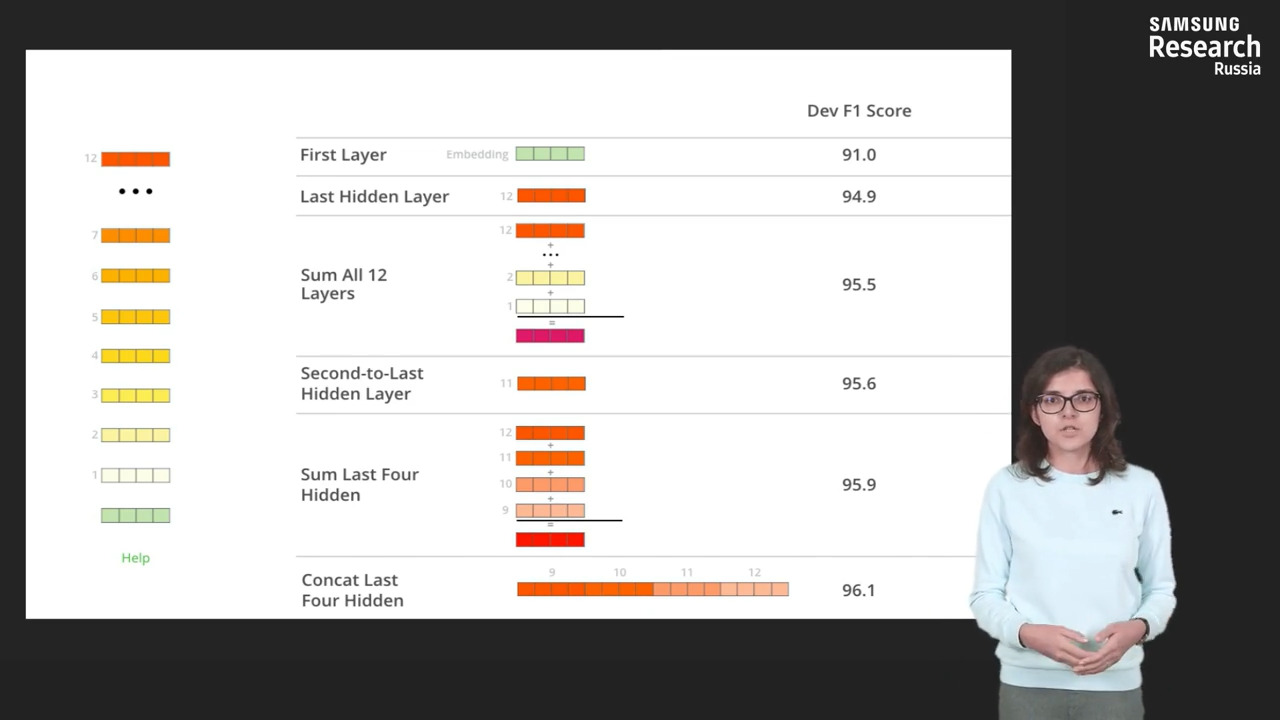 SAMSUNG
Research
Russia
Dev F1 Score
12
7
6
5
4
3
2
1
Help
First Layer
Embedding
91.0
Last Hidden Layer
12
94.9
Sum All 12
Layers
12
+
...
+
2
+
1
=
95.5
Second-to-Last
Hidden Layer
11
95.6
Sum Last Four
Hidden
12
+
11
+
10
+
9
=
95.9
Concat Last
Four Hidden
9 10 11 12
96.1